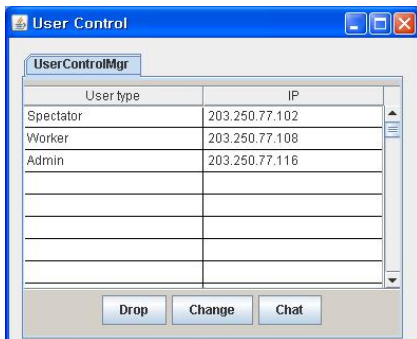 User Control
UserControlMgr
User type IP
Spectator 203.250.77.102
Worker 203.250.77.108
Admin 203.250.77.116
Drop Change Chat